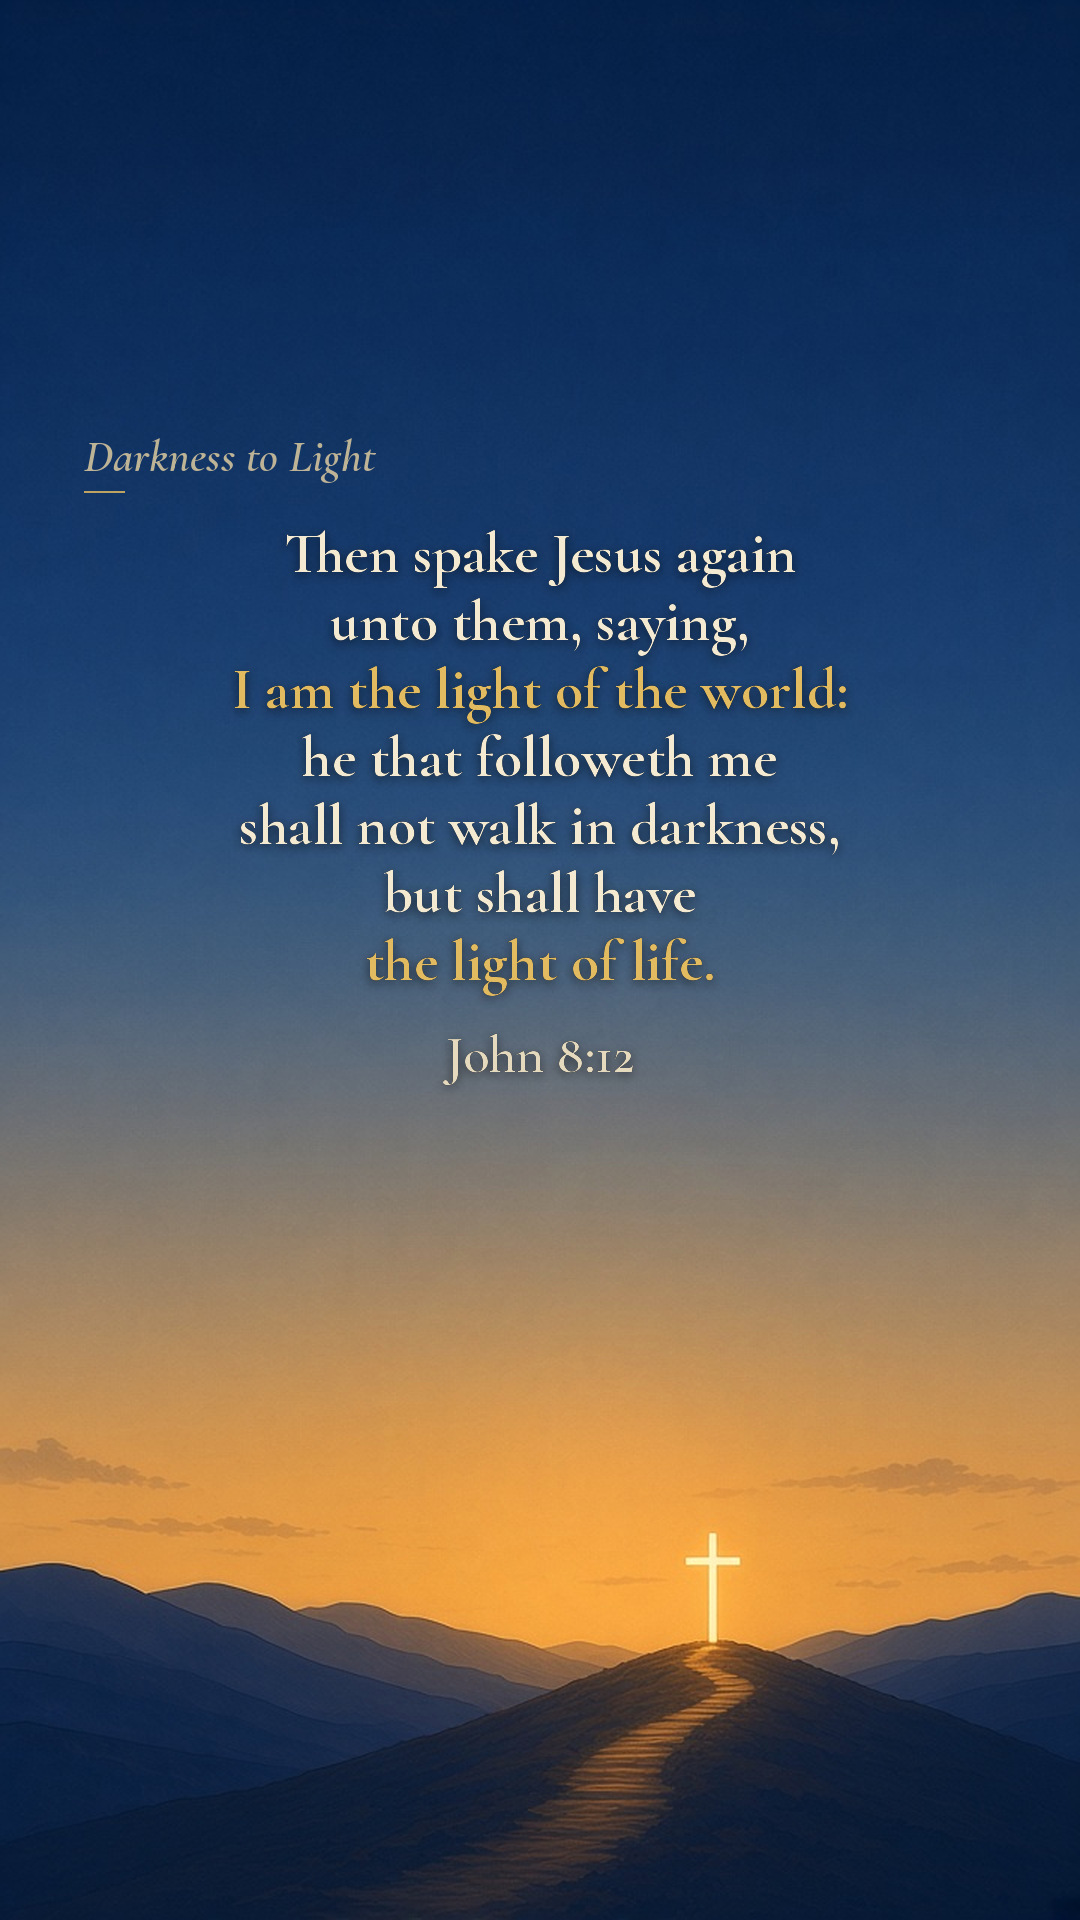 Darkness to Light
Then spake Jesus again
unto them, saying,
I am the light of the world:
he that followeth me
shall not walk in darkness,
but shall have
the light of life.
John 8:12